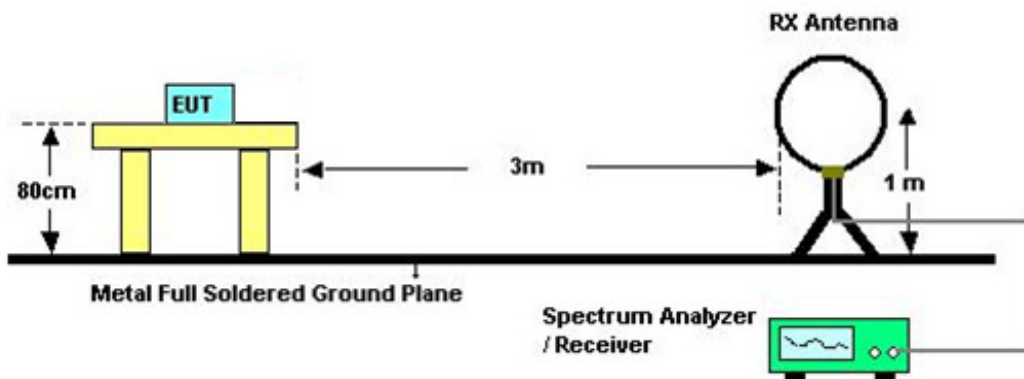 RX Antenna
EUT
3m
80cm
1 m
Metal Full Soldered Ground Plane
Spectrum Analyzer
/ Receiver